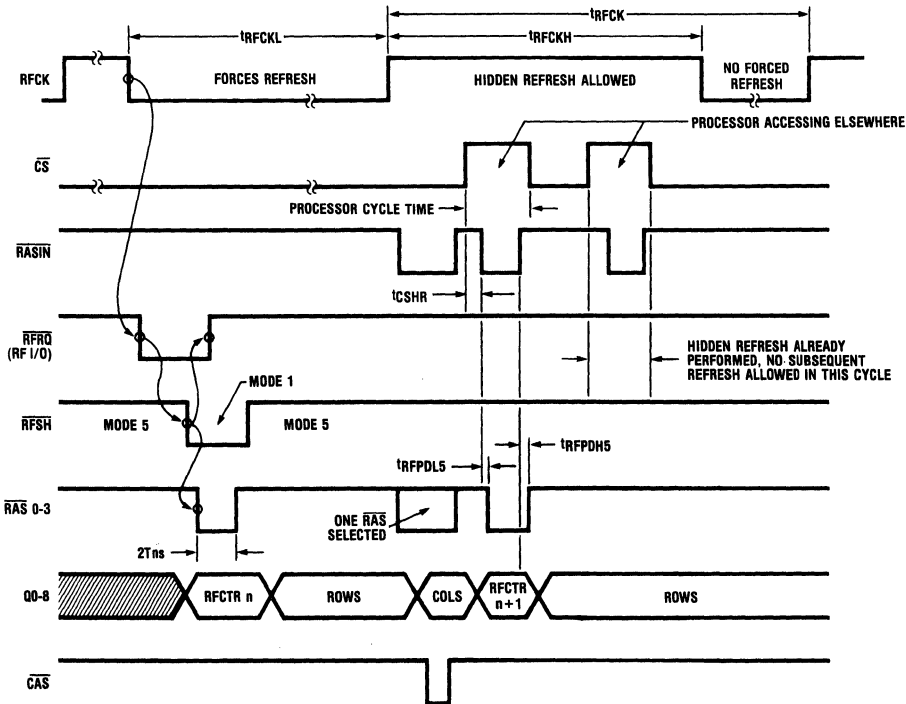 tRFCK
tRFCKL
tRFCKH
RFCK
FORCES REFRESH
HIDDEN REFRESH ALLOWED
NO FORCED
REFRESH
PROCESSOR ACCESSING ELSEWHERE
CS
PROCESSOR CYCLE TIME
RASIN
tCSHR
RFRQ
(RF I/O)
HIDDEN REFRESH ALREADY
PERFORMED, NO SUBSEQUENT
REFRESH ALLOWED IN THIS CYCLE
MODE 1
RFSH
MODE 5
MODE 5
tRFPDL5
tRFPDH5
RAS 0-3
ONE RAS
SELECTED
2Tns
Q0-8
RFCTR n
ROWS
COLS
RFCTR
n+1
ROWS
CAS